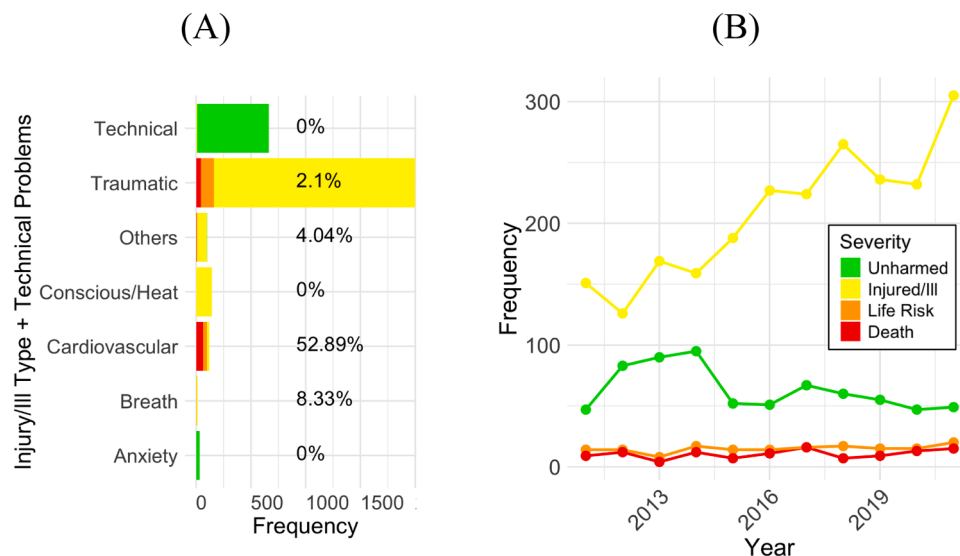 (A)
(B)
Injury/Ill Type + Technical Problems
Technical
Traumatic
Others
Conscious/Heat
Cardiovascular
Breath
Anxiety
0%
2.1%
4.04%
0%
52.89%
8.33%
0%
0 500 1000 1500
Frequency
Frequency
300
200
100
0
2013 2016 2019
Year
Severity
Unharmed
Injured/Ill
Life Risk
Death